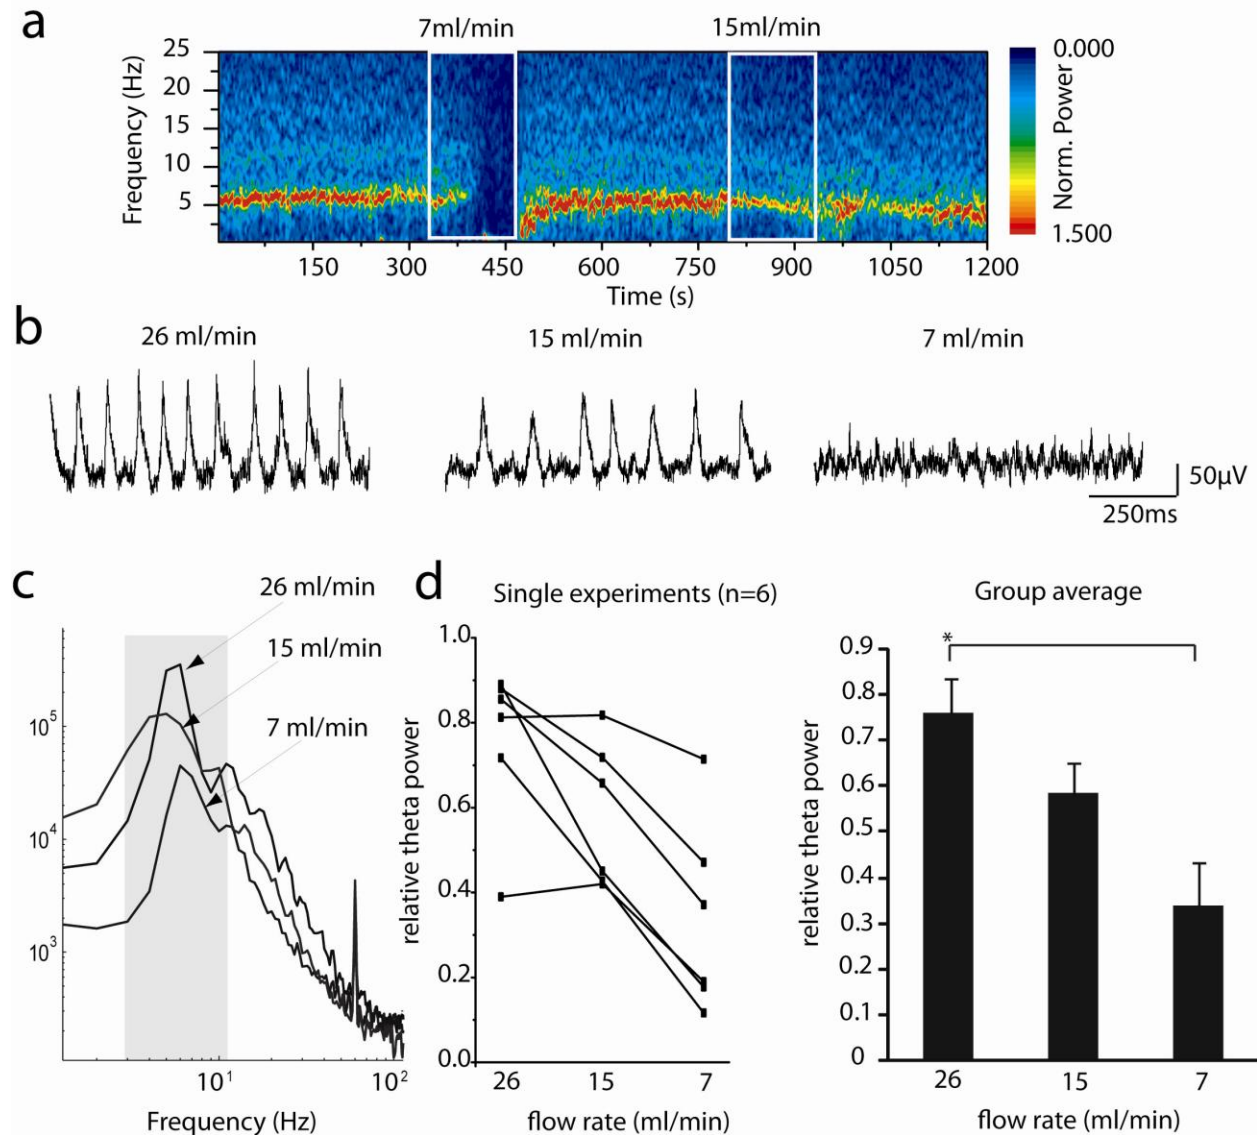 a
7ml/min
15ml/min
Frequency (Hz)
25
20
15
10
5
150
300
450
600
750
900
1050
1200
Time (s)
0.000
Norm. Power
1.500
b
26 ml/min
15 ml/min
7 ml/min
50µV
250ms
c
26 ml/min
15 ml/min
7 ml/min
10⁵
10⁴
10³
10¹
10²
Frequency (Hz)
d
Single experiments (n=6)
relative theta power
1.0
0.8
0.6
0.4
0.2
0.0
26
15
7
flow rate (ml/min)
Group average
*
relative theta power
0.9
0.8
0.7
0.6
0.5
0.4
0.3
0.2
0.1
0
26
15
7
flow rate (ml/min)